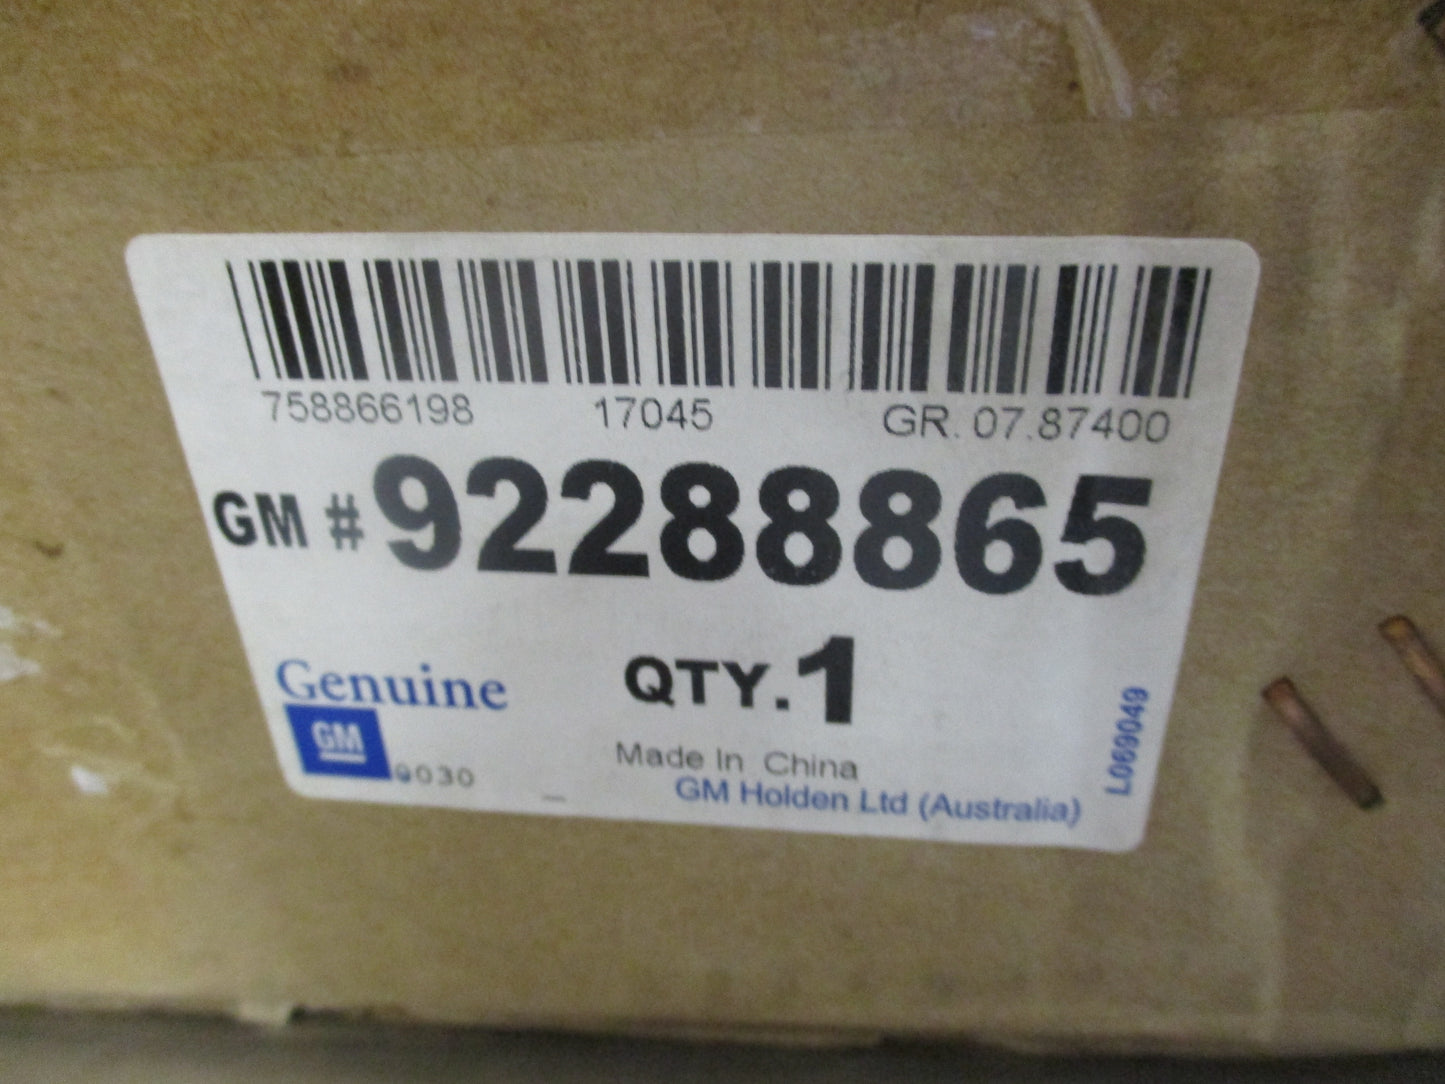 758866198 17045 GR. 07.87400
GM # 92288865
Genuine
QTY. 1
GM
9030
Made In China
GM Holden Ltd (Australia)
L069049